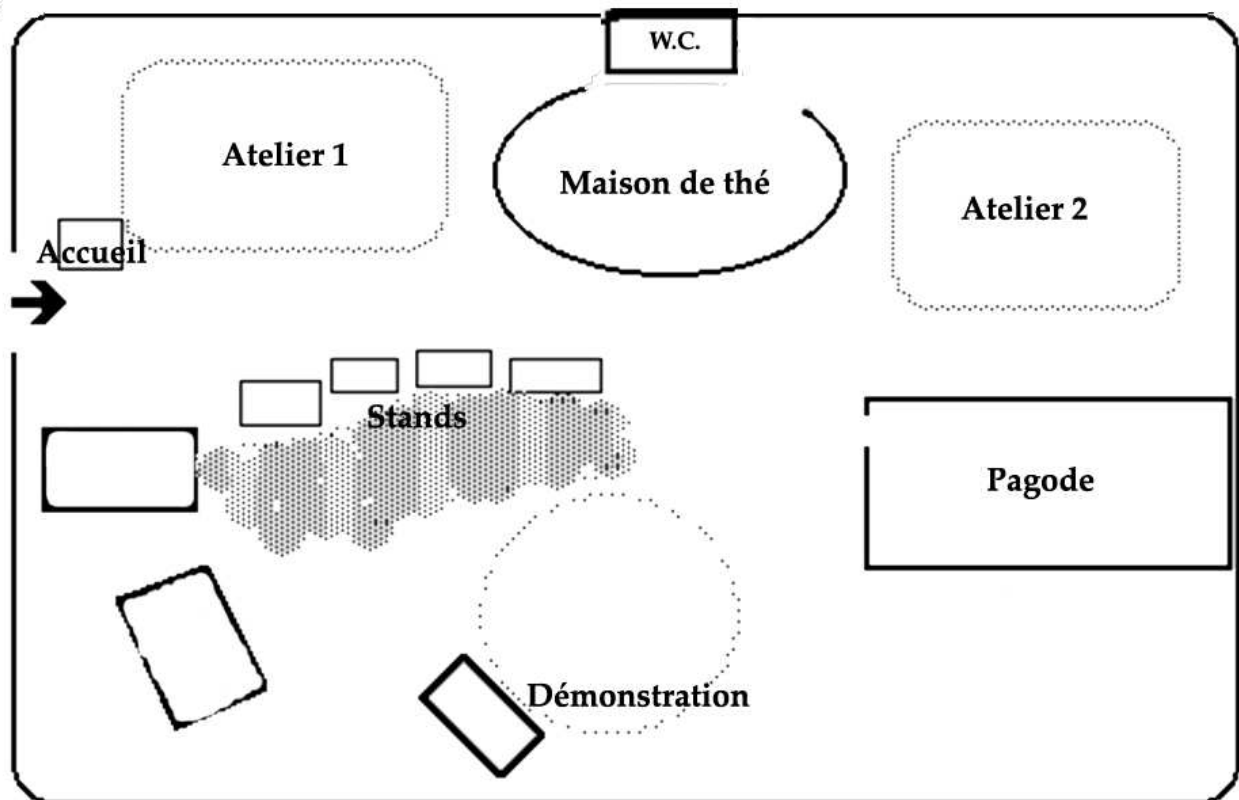 W.C.
Atelier 1
Maison de thé
Atelier 2
Accueil
Stands
Pagode
Démonstration